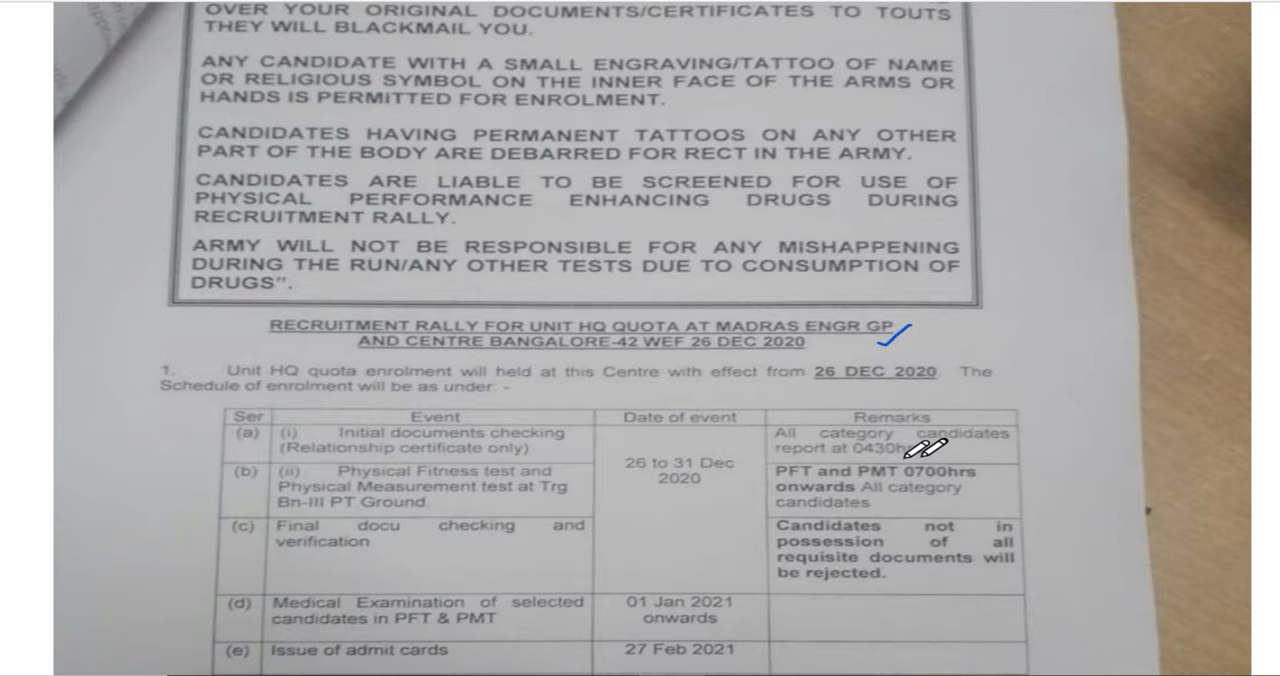 OVER YOUR ORIGINAL DOCUMENTS/CERTIFICATES TO TOUTS
THEY WILL BLACKMAIL YOU.
ANY CANDIDATE WITH A SMALL ENGRAVING/TATTOO OF NAME
OR RELIGIOUS SYMBOL ON THE INNER FACE OF THE ARMS OR
HANDS IS PERMITTED FOR ENROLMENT.
CANDIDATES HAVING PERMANENT TATTOOS ON ANY OTHER
PART OF THE BODY ARE DEBARRED FOR RECT IN THE ARMY.
CANDIDATES ARE LIABLE TO BE SCREENED FOR USE OF
PHYSICAL PERFORMANCE ENHANCING DRUGS DURING
RECRUITMENT RALLY.
ARMY WILL NOT BE RESPONSIBLE FOR ANY MISHAPPENING
DURING THE RUN/ANY OTHER TESTS DUE TO CONSUMPTION OF
DRUGS".
RECRUITMENT RALLY FOR UNIT HQ QUOTA AT MADRAS ENGR GP
AND CENTRE BANGALORE-42 WEF 26 DEC 2020
1. Unit HQ quota enrolment will held at this Centre with effect from 26 DEC 2020. The
Schedule of enrolment will be as under: -
Ser Event Date of event Remarks
(a) (i) Initial documents checking
(Relationship certificate only)
26 to 31 Dec
2020
All category candidates
report at
(b) (ii) Physical Fitness test and
Physical Measurement test at Trg
Bn-III PT Ground.
PFT and PMT 0700hrs
onwards All category
candidates
(c) Final docu checking and
verification
Candidates not in
possession of all
requisite documents will
be rejected.
(d) Medical Examination of selected
candidates in PFT & PMT
01 Jan 2021
onwards
(e) Issue of admit cards 27 Feb 2021